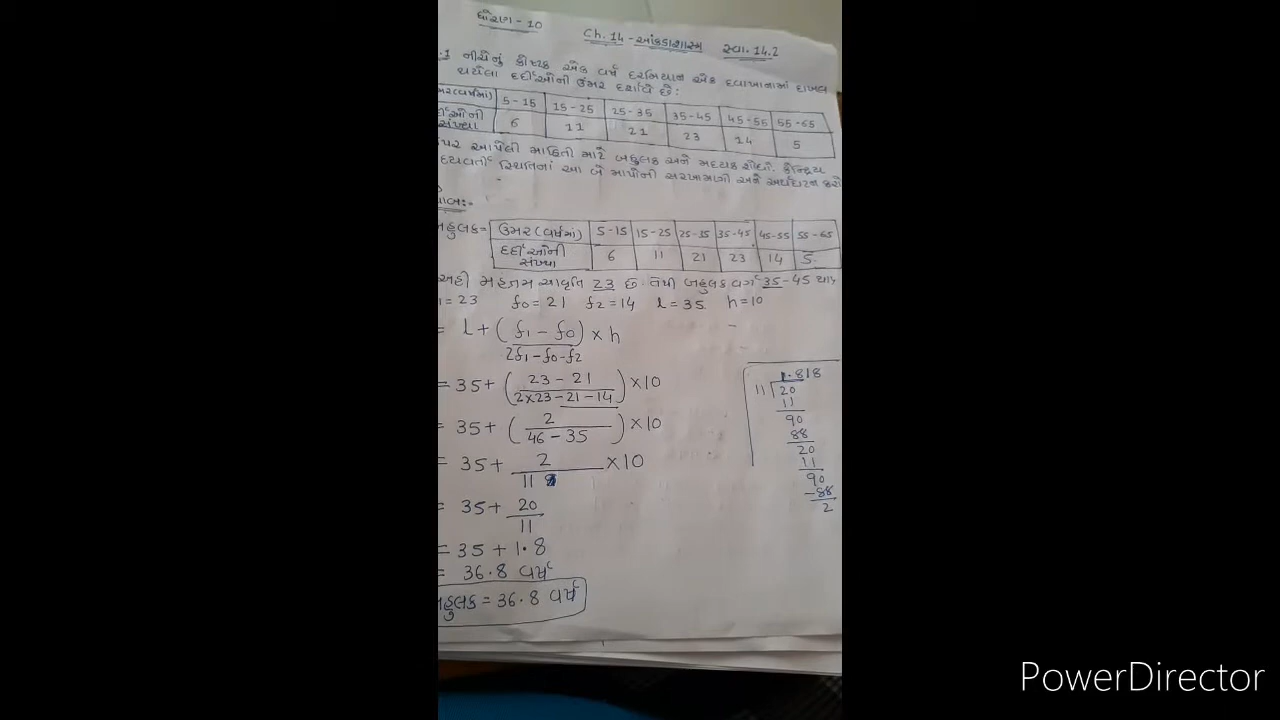 ધોરણ - 10
Ch. 14 - આંકડાશાસ્ત્ર સ્વા. 14.2
.1 નીચેનું કોષ્ટક એક વર્ષ દરમિયાન એક દવાખાનામાં દાખલ
થયેલા દર્દીઓની ઉંમર દર્શાવે છે:
મર(વર્ષમાં) 5-15 15-25 25-35 35-45 45-55 55-65
ર્દીઓની સંખ્યા 6 11 21 23 14 5
પર આપેલી માહિતી માટે બહુલક અને મધ્યક શોધો. કેન્દ્રિય
સ્થિતિનાં આ બે માપોની સરખામણી અને અર્થઘટન કરો
ાબ:-
હુલક= ઉંમર(વર્ષમાં) 5-15 15-25 25-35 35-45 45-55 55-65
દર્દીઓની સંખ્યા 6 11 21 23 14 5
અહીં મહત્તમ આવૃત્તિ 23 છે તેથી બહુલક વર્ગ 35-45 થાય
= 23 f0 = 21 f2 = 14 l = 35 h = 10
= l + ( f1 - f0 / 2f1 - f0 - f2 ) × h
= 35 + ( 23 - 21 / 2×23 - 21 - 14 ) × 10
= 35 + ( 2 / 46 - 35 ) × 10
= 35 + 2 / 11 × 10
= 35 + 20 / 11
= 35 + 1.8
= 36.8 વર્ષ
હુલક = 36.8 વર્ષ
1.818
11 20
11
90
88
20
11
90
-88
2
PowerDirector